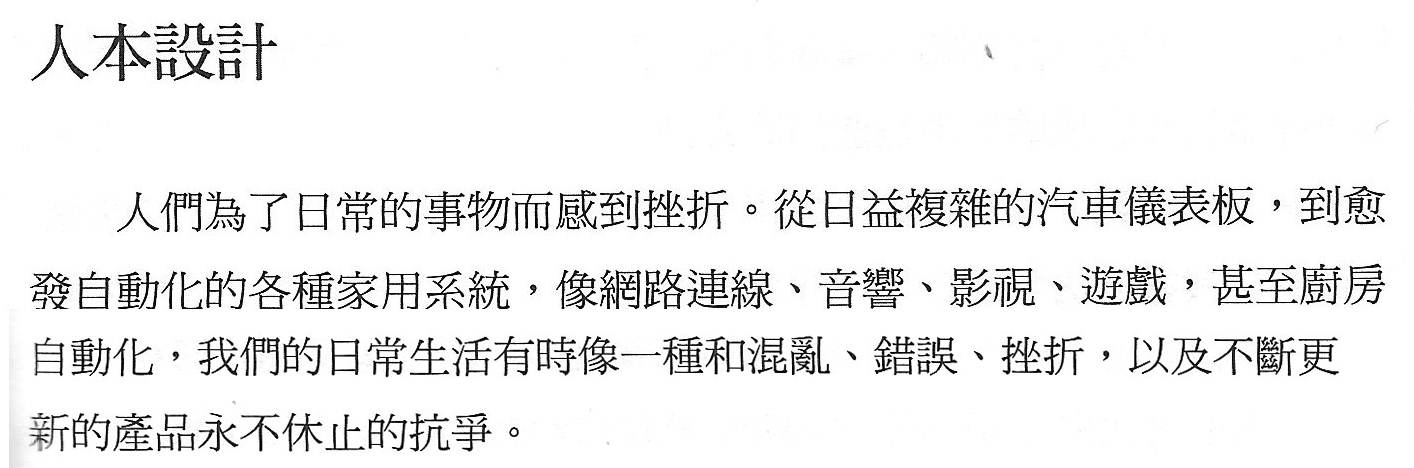 人本設計
人們為了日常的事物而感到挫折。從日益複雜的汽車儀表板，到愈
發自動化的各種家用系統，像網路連線、音響、影視、遊戲，甚至廚房
自動化，我們的日常生活有時像一種和混亂、錯誤、挫折，以及不斷更
新的產品永不休止的抗爭。